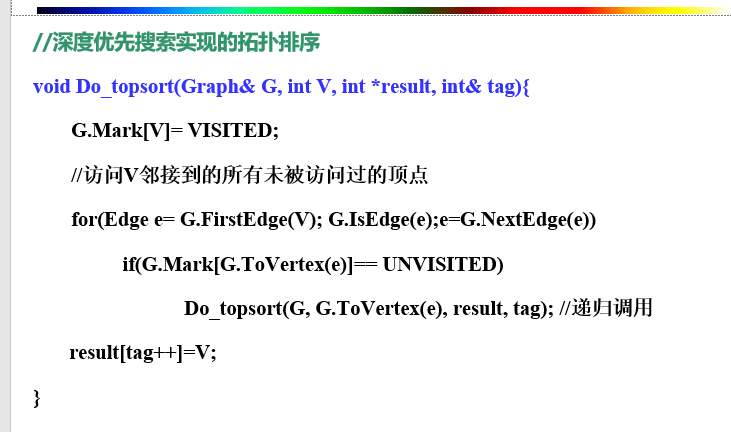 //深度优先搜索实现的拓扑排序
void Do_topsort(Graph& G, int V, int *result, int& tag){
G.Mark[V]= VISITED;
//访问V邻接到的所有未被访问过的顶点
for(Edge e= G.FirstEdge(V); G.IsEdge(e);e=G.NextEdge(e))
if(G.Mark[G.ToVertex(e)]== UNVISITED)
Do_topsort(G, G.ToVertex(e), result, tag); //递归调用
result[tag++]=V;
}